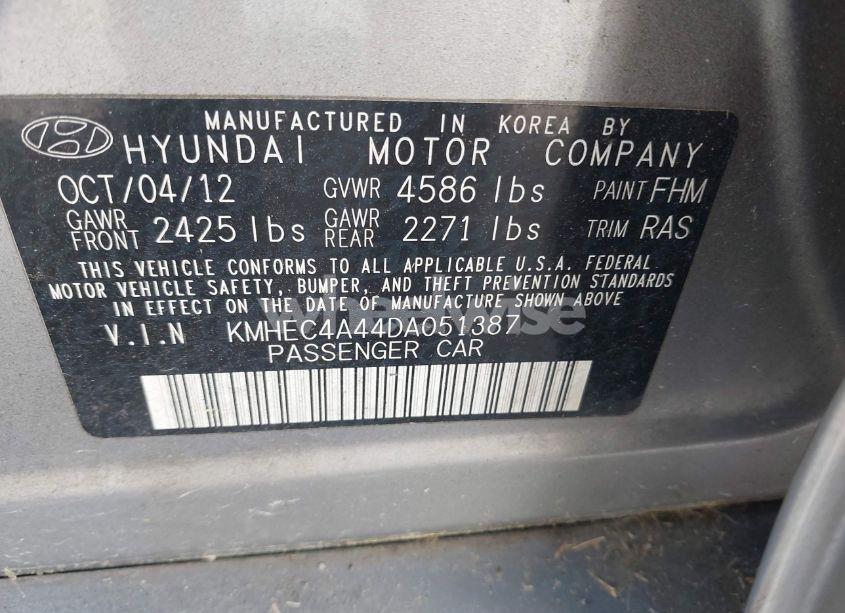 MANUFACTURED IN KOREA BY
HYUNDAI MOTOR COMPANY
OCT/04/12 GVWR 4586 lbs PAINT FHM
GAWR FRONT 2425 lbs GAWR REAR 2271 lbs TRIM RAS
THIS VEHICLE CONFORMS TO ALL APPLICABLE U.S.A. FEDERAL
MOTOR VEHICLE SAFETY, BUMPER, AND THEFT PREVENTION STANDARDS
IN EFFECT ON THE DATE OF MANUFACTURE SHOWN ABOVE
V.I.N KMHEC4A44DA051387
PASSENGER CAR